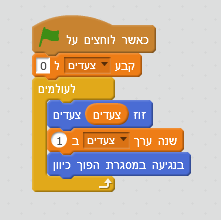 כאשר לוחצים על
קבע צעדים ל 0
לעולמים
זוז צעדים צעדים
שנה ערך צעדים ב 1
בנגיעה במסגרת הפוך כיוון